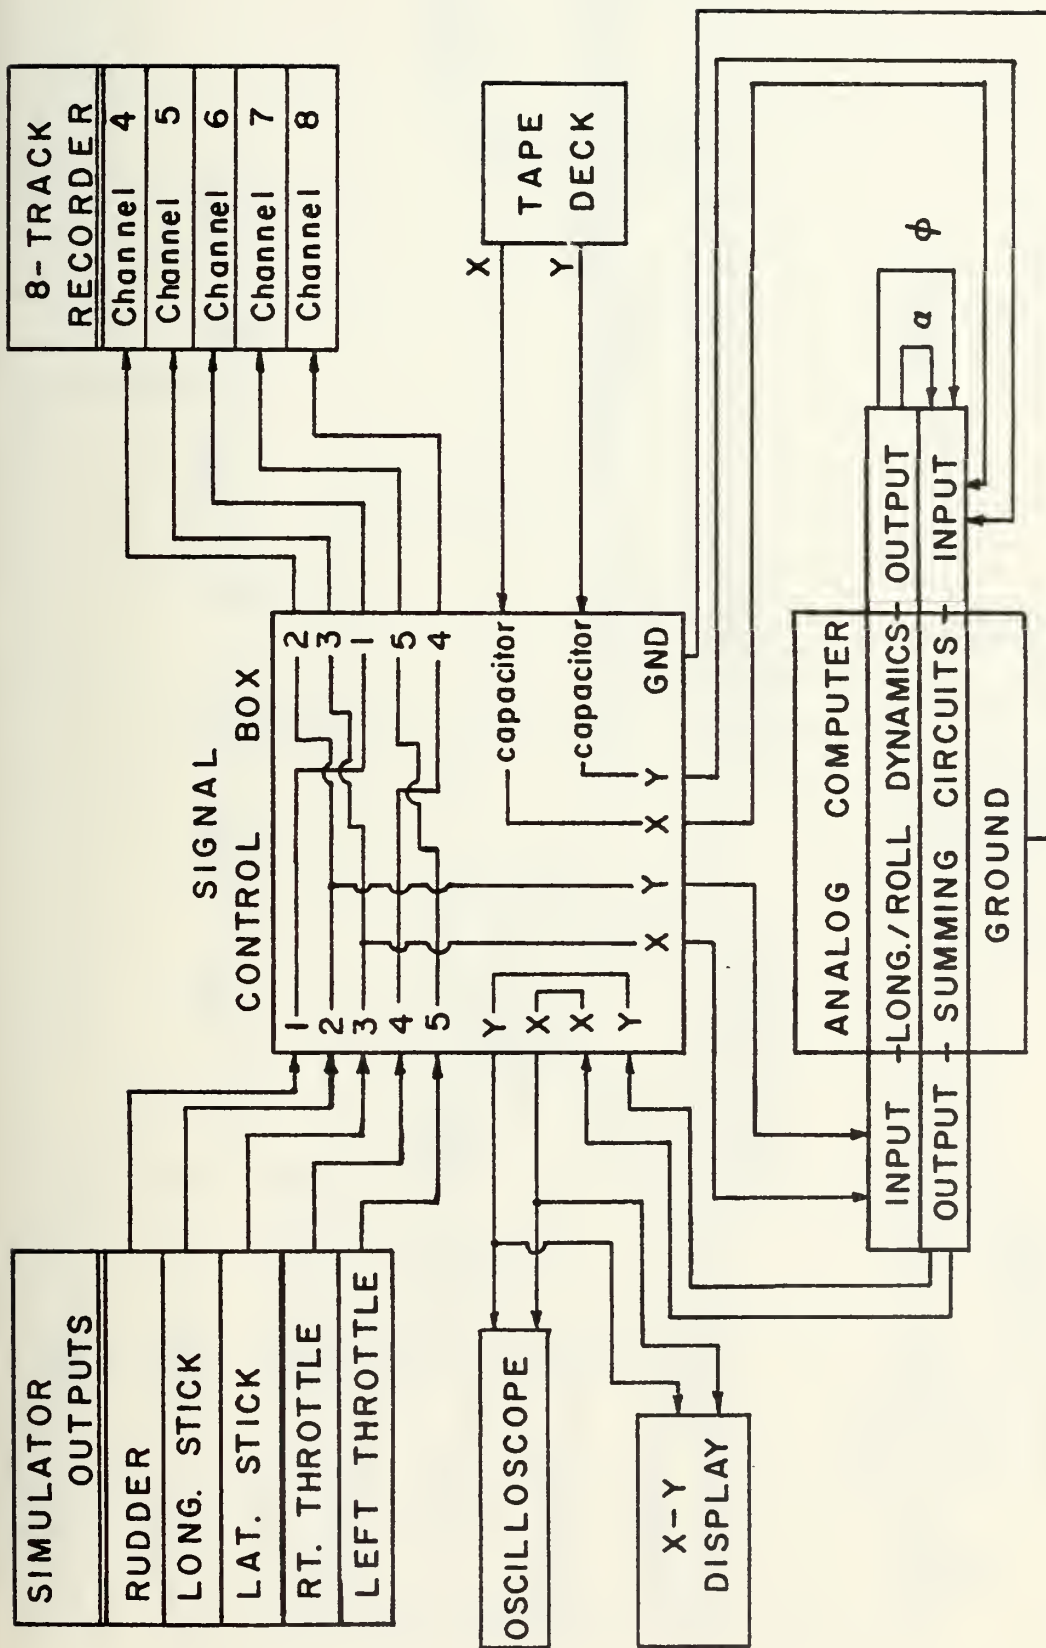 SIMULATOR
OUTPUTS
RUDDER
LONG. STICK
LAT. STICK
RT. THROTTLE
LEFT THROTTLE
OSCILLOSCOPE
X-Y
DISPLAY
SIGNAL
CONTROL BOX
1
2
3
4
5
2
3
1
5
4
Y
X
X
Y
X
Y
X
Y
GND
capacitor
capacitor
8-TRACK
RECORDER
Channel 4
Channel 5
Channel 6
Channel 7
Channel 8
TAPE
DECK
X
Y
ANALOG COMPUTER
INPUT LONG./ROLL DYNAMICS OUTPUT
OUTPUT SUMMING CIRCUITS INPUT
GROUND
α
ϕ